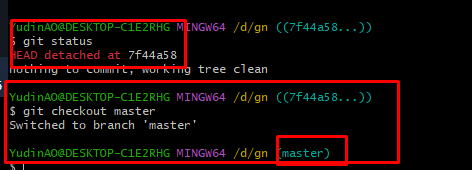 YudinAO@DESKTOP-C1E2RHG MINGW64 /d/gn ((7f44a58...))
$ git status
HEAD detached at 7f44a58
nothing to commit, working tree clean
YudinAO@DESKTOP-C1E2RHG MINGW64 /d/gn ((7f44a58...))
$ git checkout master
Switched to branch 'master'
YudinAO@DESKTOP-C1E2RHG MINGW64 /d/gn (master)
$